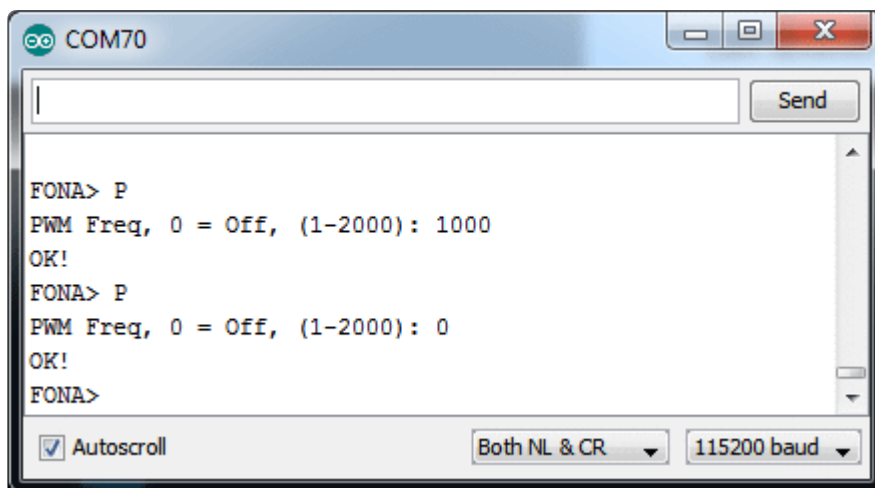 COM70
Send
FONA> P
PWM Freq, 0 = Off, (1-2000): 1000
OK!
FONA> P
PWM Freq, 0 = Off, (1-2000): 0
OK!
FONA>
Autoscroll
Both NL & CR
115200 baud